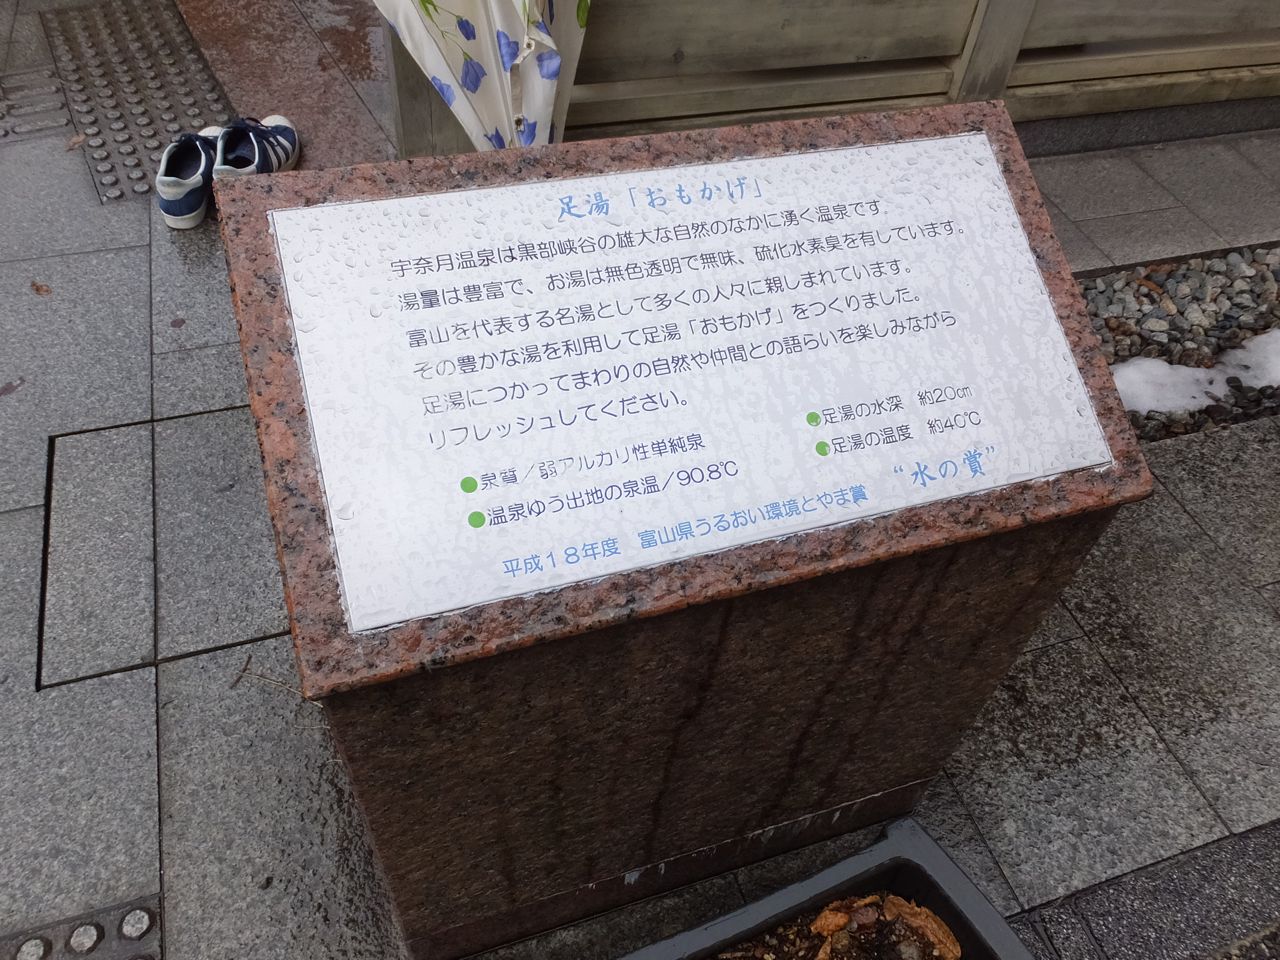 足湯「おもかげ」
宇奈月温泉は黒部峡谷の雄大な自然のなかに湧く温泉です。
湯量は豊富で、お湯は無色透明で無味、硫化水素臭を有しています。
富山を代表する名湯として多くの人々に親しまれています。
その豊かな湯を利用して足湯「おもかげ」をつくりました。
足湯につかってまわりの自然や仲間との語らいを楽しみながら
リフレッシュしてください。
●泉質／弱アルカリ性単純泉
●温泉ゆう出地の泉温／90.8℃
●足湯の水深　約20cm
●足湯の温度　約40℃
平成18年度　富山県うるおい環境とやま賞　“水の賞”